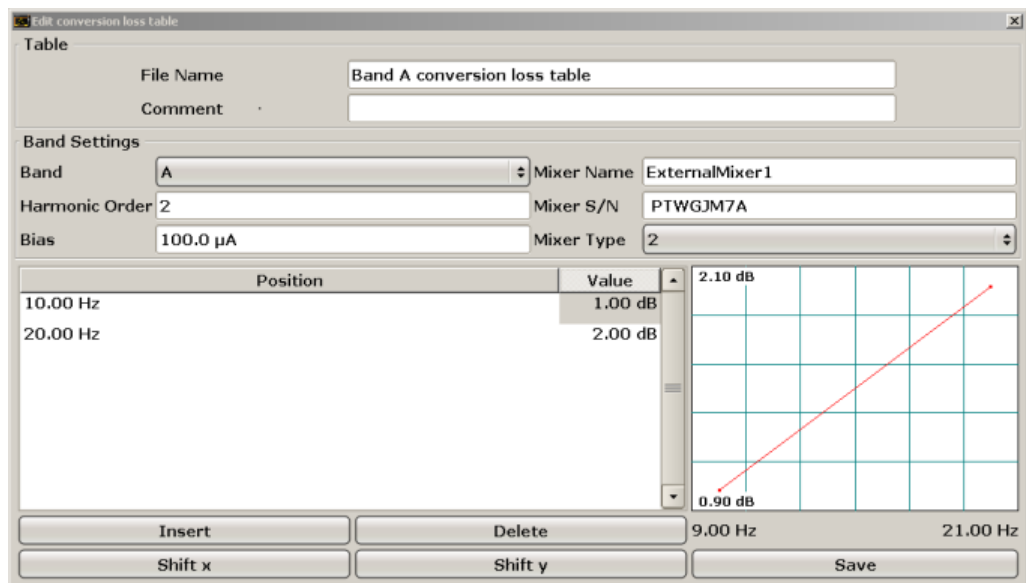 Edit conversion loss table
Table
File Name Band A conversion loss table
Comment
Band Settings
Band A Mixer Name ExternalMixer1
Harmonic Order 2 Mixer S/N PTWGJM7A
Bias 100.0 µA Mixer Type 2
Position Value
10.00 Hz 1.00 dB
20.00 Hz 2.00 dB
2.10 dB
0.90 dB
9.00 Hz 21.00 Hz
Insert Delete
Shift x Shift y Save